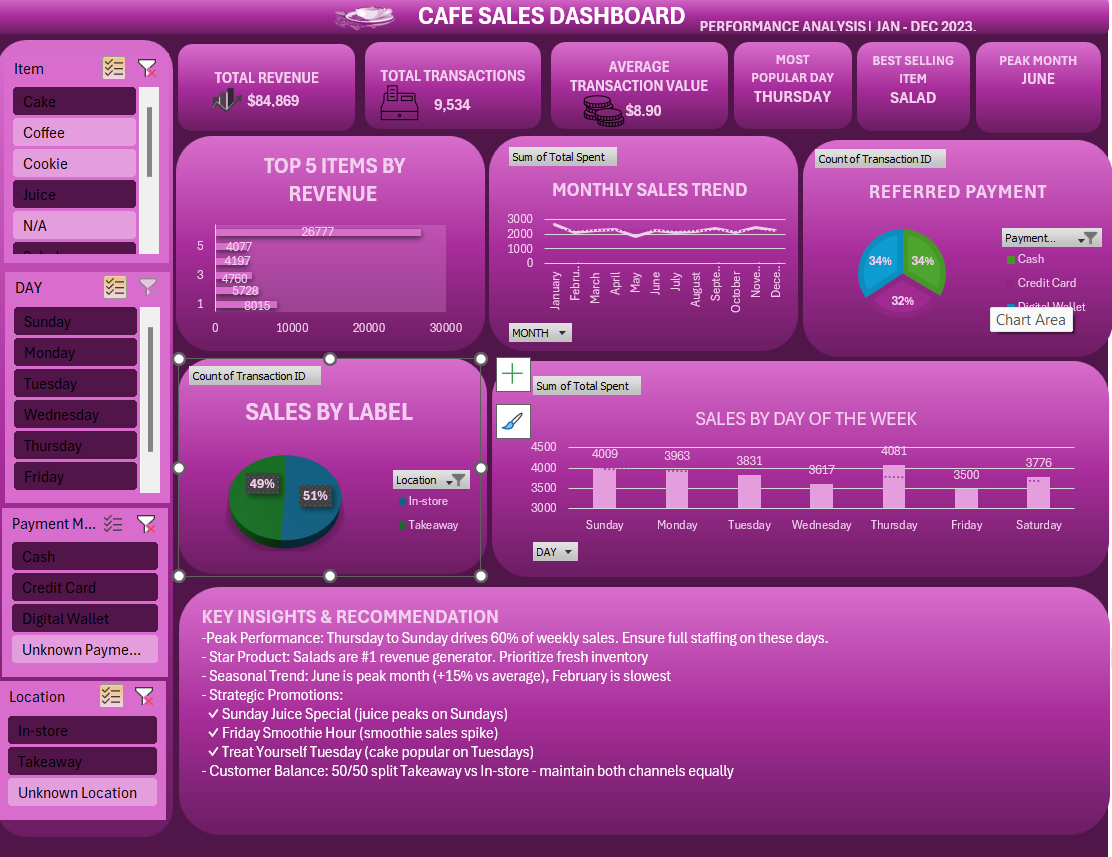 CAFE SALES DASHBOARD
PERFORMANCE ANALYSIS| JAN - DEC 2023.
Item
Cake
Coffee
Cookie
Juice
N/A
DAY
Sunday
Monday
Tuesday
Wednesday
Thursday
Friday
Payment M...
Cash
Credit Card
Digital Wallet
Unknown Payme...
Location
In-store
Takeaway
Unknown Location
TOTAL REVENUE
$84,869
TOTAL TRANSACTIONS
9,534
AVERAGE
TRANSACTION VALUE
$8.90
MOST
POPULAR DAY
THURSDAY
BEST SELLING
ITEM
SALAD
PEAK MONTH
JUNE
TOP 5 ITEMS BY
REVENUE
26777
5
4077
4197
3
4760
5728
1
8015
0 10000 20000 30000
Sum of Total Spent
MONTHLY SALES TREND
3000
2000
1000
0
January
Febru...
March
April
May
June
July
August
Septe...
October
Nove...
Dece...
MONTH
Count of Transaction ID
REFERRED PAYMENT
34%
34%
32%
Payment...
Cash
Credit Card
Digital Wallet
Chart Area
Count of Transaction ID
SALES BY LABEL
49%
51%
Location
In-store
Takeaway
Sum of Total Spent
SALES BY DAY OF THE WEEK
4500
4000
3500
3000
4009 3963 3831 3617 4081 3500 3776
Sunday Monday Tuesday Wednesday Thursday Friday Saturday
DAY
KEY INSIGHTS & RECOMMENDATION
-Peak Performance: Thursday to Sunday drives 60% of weekly sales. Ensure full staffing on these days.
- Star Product: Salads are #1 revenue generator. Prioritize fresh inventory
- Seasonal Trend: June is peak month (+15% vs average), February is slowest
- Strategic Promotions:
✓ Sunday Juice Special (juice peaks on Sundays)
✓ Friday Smoothie Hour (smoothie sales spike)
✓ Treat Yourself Tuesday (cake popular on Tuesdays)
- Customer Balance: 50/50 split Takeaway vs In-store - maintain both channels equally